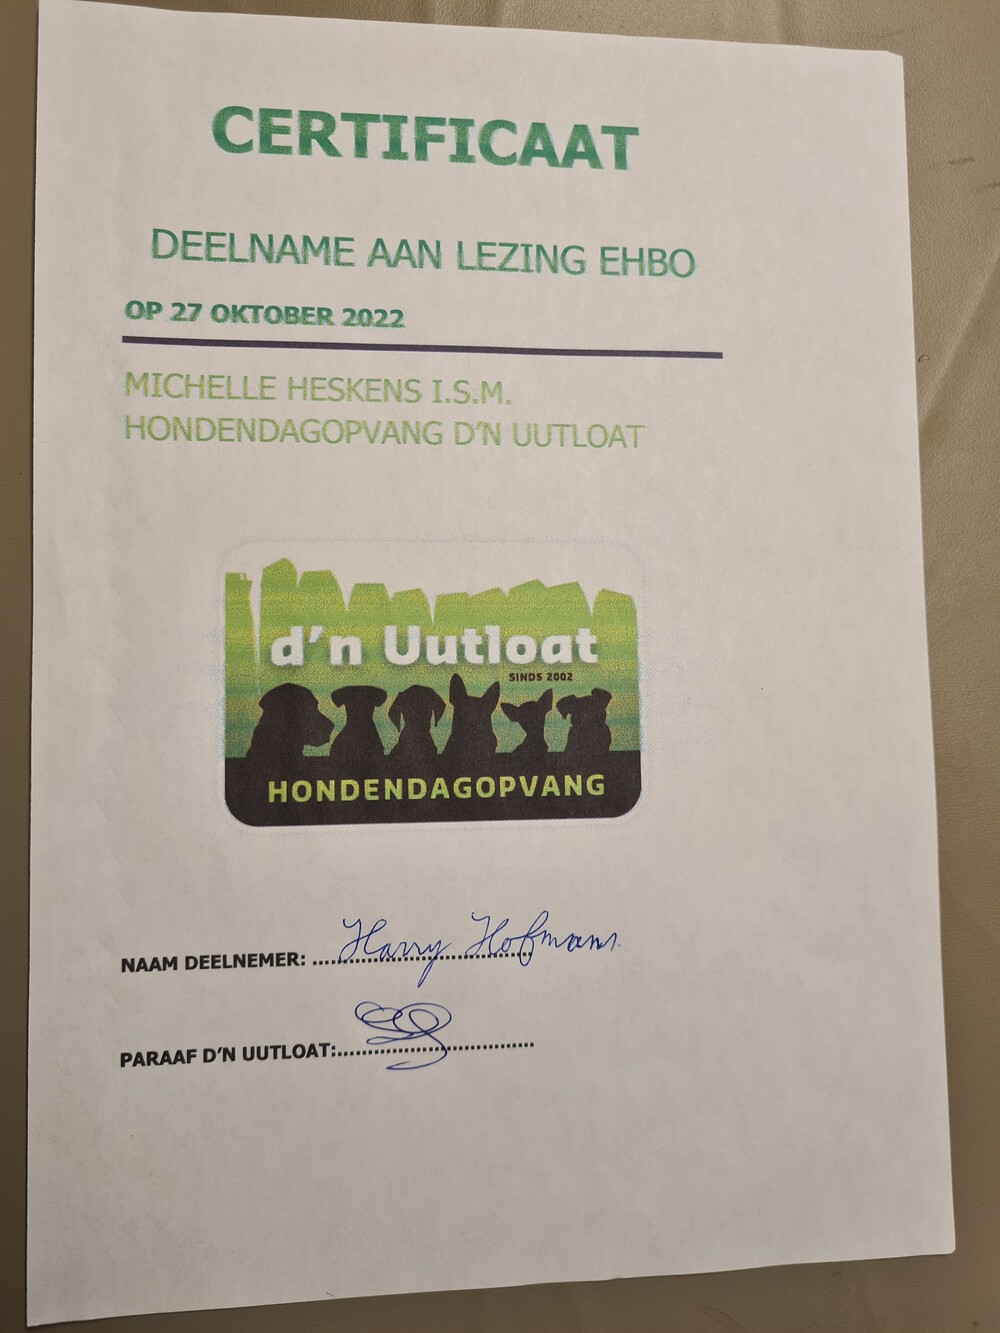 CERTIFICAAT
DEELNAME AAN LEZING EHBO
OP 27 OKTOBER 2022
MICHELLE HESKENS I.S.M.
HONDENDAGOPVANG D'N UUTLOAT
d'n Uutloat
SINDS 2002
HONDENDAGOPVANG
NAAM DEELNEMER: Harry Hofmans
PARAAF D'N UUTLOAT: